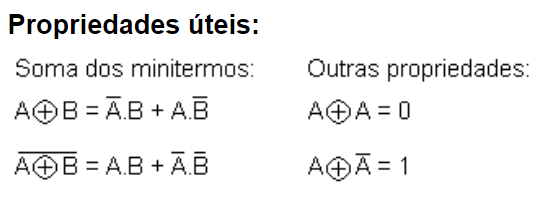 Propriedades úteis:
Soma dos minitermos:
A⊕B = A̅.B + A.B̅
A̅⊕̅B̅ = A.B + A̅.B̅
Outras propriedades:
A⊕A = 0
A⊕A̅ = 1